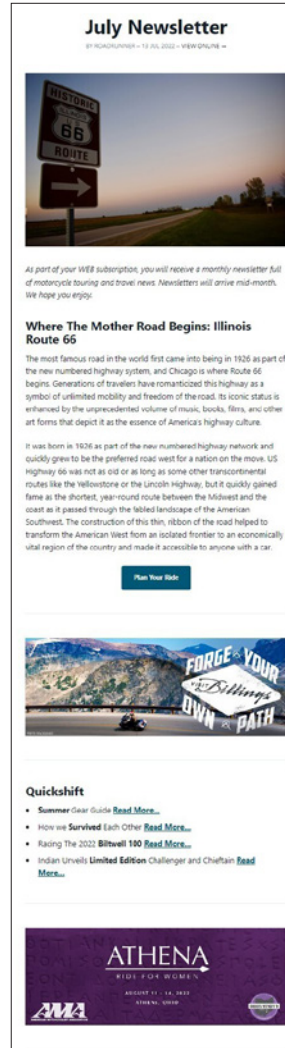 July Newsletter
BY ROADRUNNER – 13 JUL 2022 – VIEW ONLINE →
HISTORIC
ILLINOIS
66
ROUTE
As part of your WEB subscription, you will receive a monthly newsletter full
of motorcycle touring and travel news. Newsletters will arrive mid-month.
We hope you enjoy.
Where The Mother Road Begins: Illinois
Route 66
The most famous road in the world first came into being in 1926 as part of
the new numbered highway system, and Chicago is where Route 66
begins. Generations of travelers have romanticized this highway as a
symbol of unlimited mobility and freedom of the road. Its iconic status is
enhanced by the unprecedented volume of music, books, films, and other
art forms that depict it as the essence of America's highway culture.
It was born in 1926 as part of the new numbered highway network and
quickly grew to be the preferred road west for a nation on the move. US
Highway 66 was not as old or as long as some other transcontinental
routes like the Yellowstone or the Lincoln Highway, but it quickly gained
fame as the shortest, year-round route between the Midwest and the
coast as it passed through the fabled landscape of the American
Southwest. The construction of this thin, ribbon of the road helped to
transform the American West from an isolated frontier to an economically
vital region of the country and made it accessible to anyone with a car.
Plan Your Ride
FORGE YOUR
VISIT Billings
OWN PATH
Quickshift
• Summer Gear Guide Read More...
• How we Survived Each Other Read More...
• Racing The 2022 Biltwell 100 Read More...
• Indian Unveils Limited Edition Challenger and Chieftain Read
More...
ATHENA
RIDE FOR WOMEN
AUGUST 11 - 14, 2022
ATHENS, OHIO
AMA